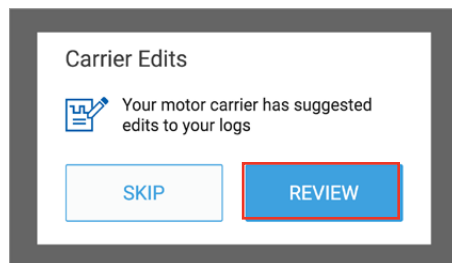 Carrier Edits
Your motor carrier has suggested
edits to your logs
SKIP
REVIEW